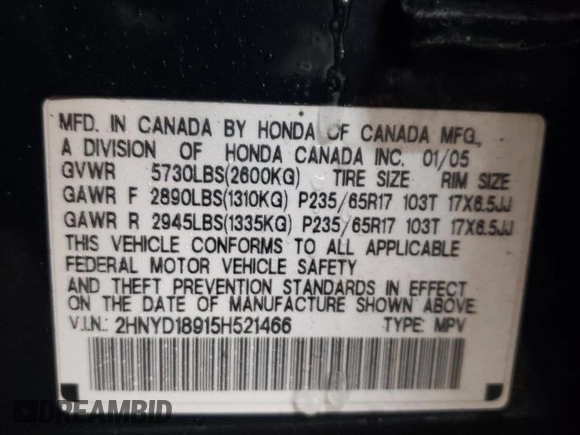 MFD. IN CANADA BY HONDA OF CANADA MFG.,
A DIVISION OF HONDA CANADA INC. 01/05
GVWR 5730LBS(2600KG) TIRE SIZE RIM SIZE
GAWR F 2890LBS(1310KG) P235/65R17 103T 17X6.5JJ
GAWR R 2945LBS(1335KG) P235/65R17 103T 17X6.5JJ
THIS VEHICLE CONFORMS TO ALL APPLICABLE
FEDERAL MOTOR VEHICLE SAFETY
AND THEFT PREVENTION STANDARDS IN EFFECT
ON THE DATE OF MANUFACTURE SHOWN ABOVE.
V.I.N.: 2HNYD18915H521466 TYPE: MPV
DREAMBID